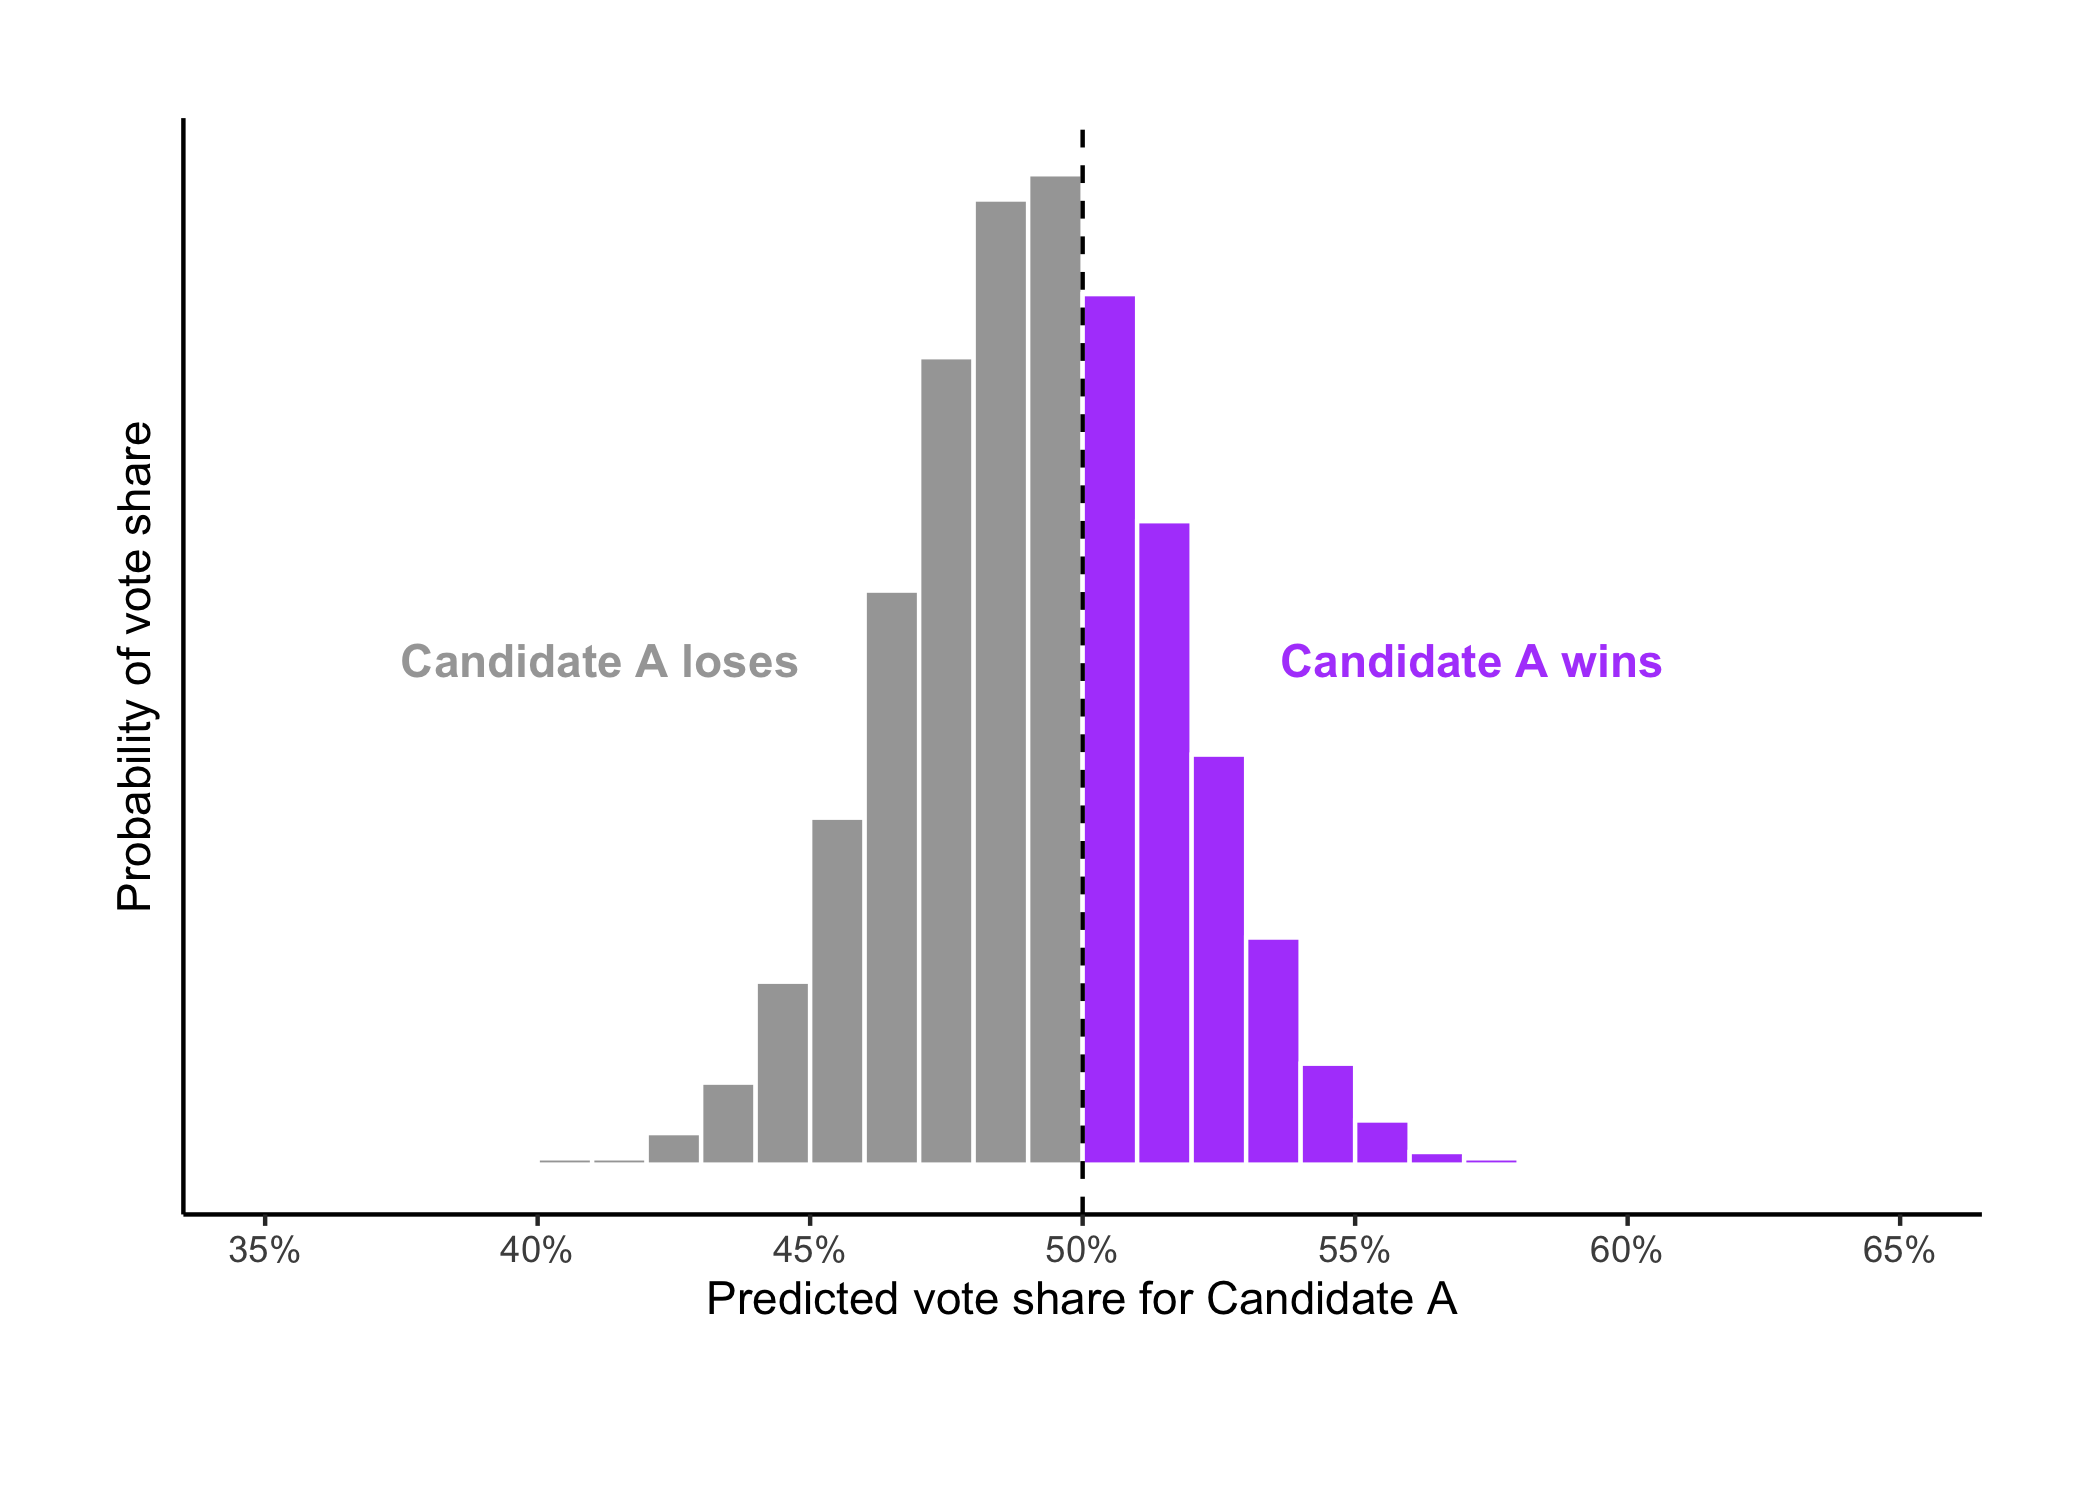 Probability of vote share
Candidate A loses
Candidate A wins
35%
40%
45%
50%
55%
60%
65%
Predicted vote share for Candidate A